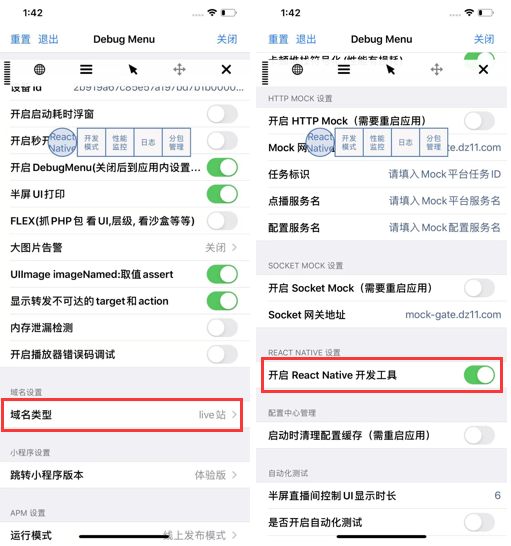 1:42
重置 退出 Debug Menu 关闭
设备 Id
开启启动耗时浮窗
React Native
开发模式
性能监控
日志
分包管理
开启秒开
开启 DebugMenu(关闭后到应用内设置...
半屏UI打印
FLEX(抓PHP包 看UI,层级, 看沙盒等等)
大图片告警 关闭
UIImage imageNamed:取值 assert
显示转发不可达的 target 和 action
内存泄漏检测
开启播放器错误码调试
域名设置
域名类型 live站
小程序设置
跳转小程序版本 体验版
APM 设置
运行模式 线上发布模式
1:42
重置 退出 Debug Menu 关闭
HTTP MOCK 设置
开启 HTTP Mock（需要重启应用）
React Native
开发模式
性能监控
日志
分包管理
Mock 网 gate.dz11.com
任务标识 请填入 Mock 平台任务 ID
点播服务名 请填入 Mock 平台服务名
配置服务名 请填入 Mock 配置服务名
SOCKET MOCK 设置
开启 Socket Mock（需要重启应用）
Socket 网关地址 mock-gate.dz11.com
REACT NATIVE 设置
开启 React Native 开发工具
配置中心管理
启动时清理配置缓存（需重启应用）
自动化测试
半屏直播间控制 UI 显示时长 6
是否开启自动化测试